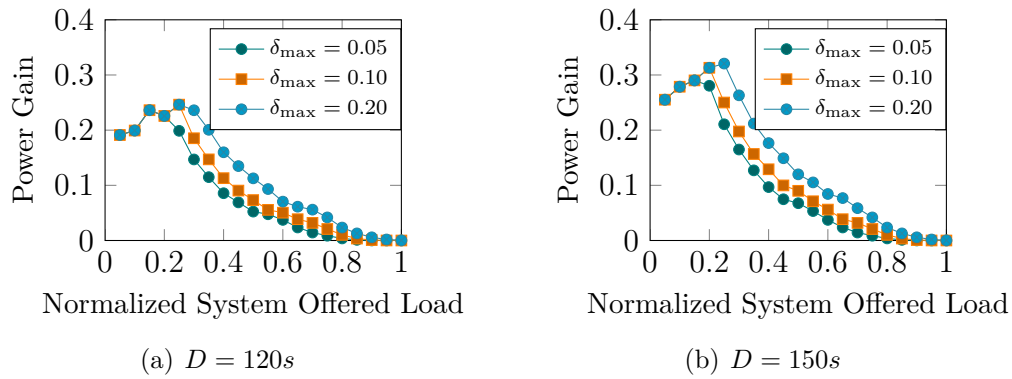 0.4
0.3
0.2
0.1
0
Power Gain
δmax = 0.05
δmax = 0.10
δmax = 0.20
0 0.2 0.4 0.6 0.8 1
Normalized System Offered Load
(a) D = 120s
0.4
0.3
0.2
0.1
0
Power Gain
δmax = 0.05
δmax = 0.10
δmax = 0.20
0 0.2 0.4 0.6 0.8 1
Normalized System Offered Load
(b) D = 150s